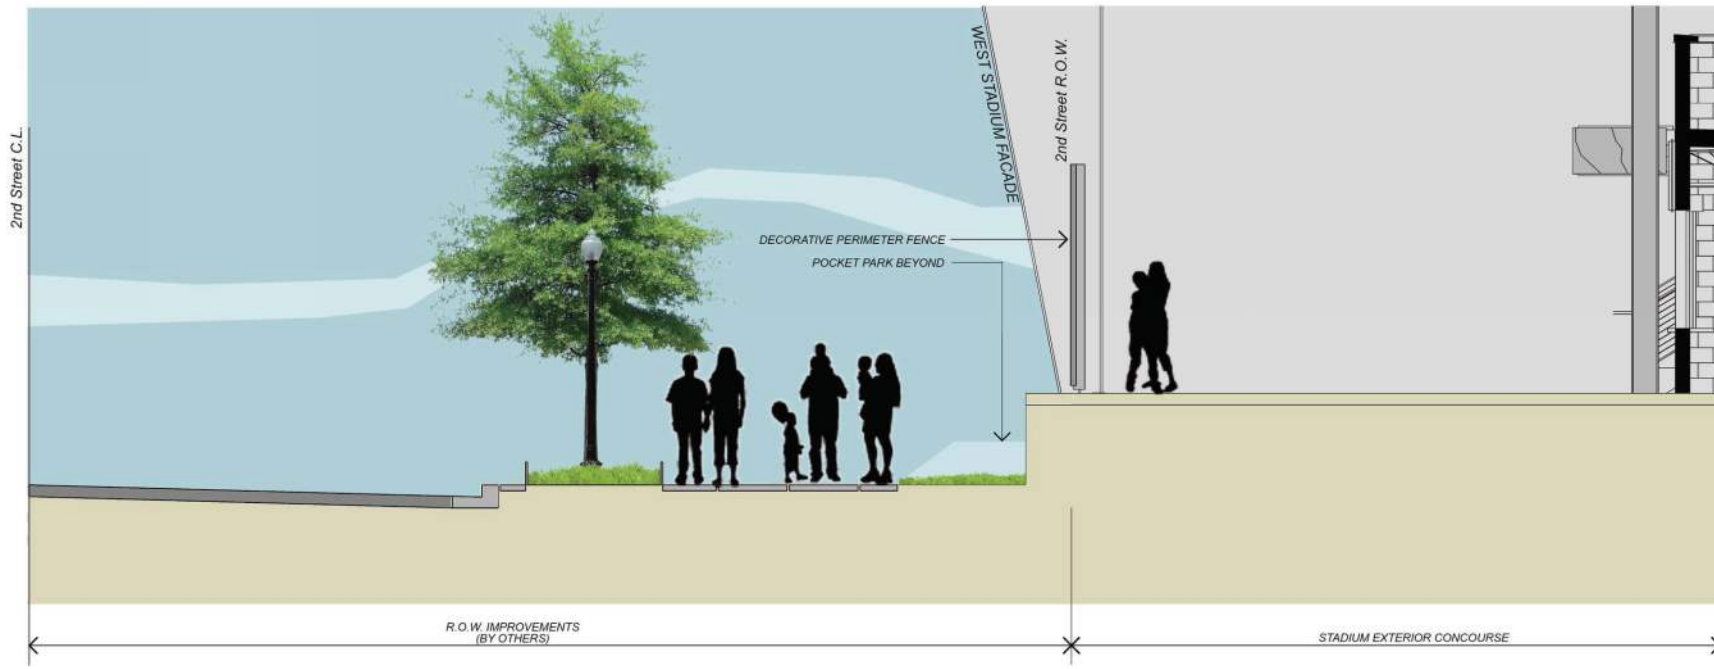 2nd Street C.L.
WEST STADIUM FACADE
2nd Street R.O.W.
DECORATIVE PERIMETER FENCE
POCKET PARK BEYOND
R.O.W. IMPROVEMENTS
(BY OTHERS)
STADIUM EXTERIOR CONCOURSE